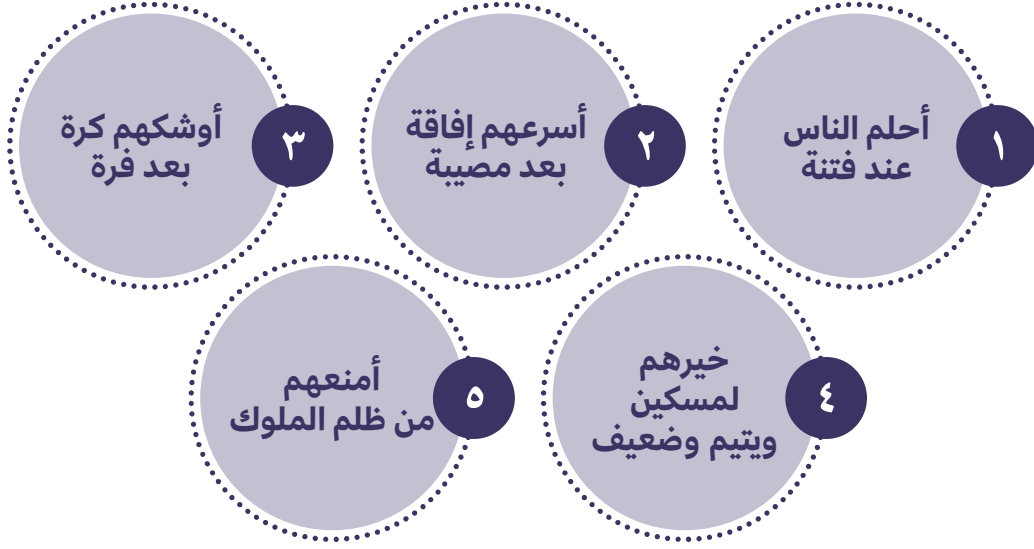 ١
أحلم الناس
عند فتنة
٢
أسرعهم إفاقة
بعد مصيبة
٣
أوشكهم كرة
بعد فرة
٤
خيرهم
لمسكين
ويتيم وضعيف
٥
أمنعهم
من ظلم الملوك